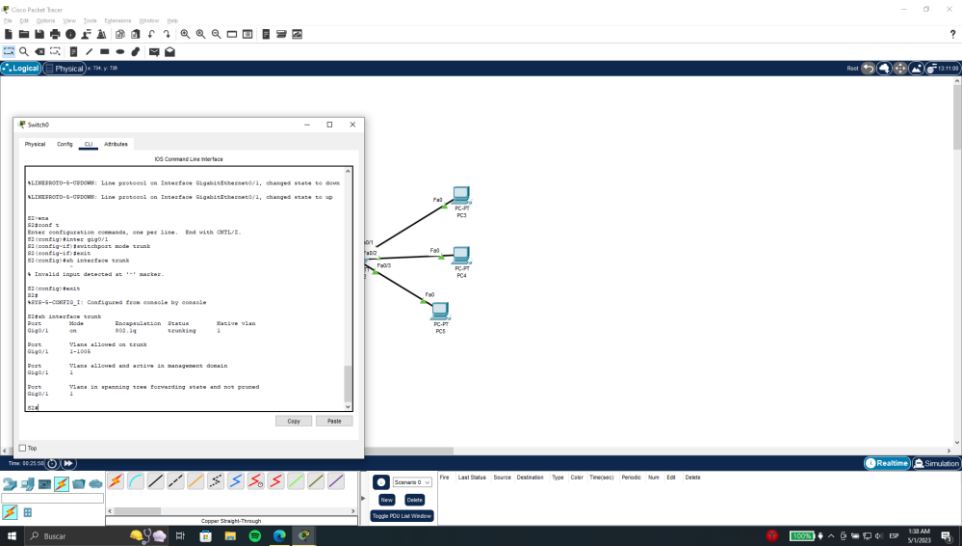 Cisco Packet Tracer
File Edit Options View Tools Extensions Window Help
Logical
Physical
x: 734, y: 739
Root
13:11:00
Switch0
Physical Config CLI Attributes
IOS Command Line Interface
%LINEPROTO-5-UPDOWN: Line protocol on Interface GigabitEthernet0/1, changed state to down
%LINEPROTO-5-UPDOWN: Line protocol on Interface GigabitEthernet0/1, changed state to up
S2>ena
S2#conf t
Enter configuration commands, one per line. End with CNTL/Z.
S2(config)#inter gig0/1
S2(config-if)#switchport mode trunk
S2(config-if)#exit
S2(config)#sh interface trunk
^
% Invalid input detected at '^' marker.
S2(config)#exit
S2#
%SYS-5-CONFIG_I: Configured from console by console
S2#sh interface trunk
Port Mode Encapsulation Status Native vlan
Gig0/1 on 802.1q trunking 1
Port Vlans allowed on trunk
Gig0/1 1-1005
Port Vlans allowed and active in management domain
Gig0/1 1
Port Vlans in spanning tree forwarding state and not pruned
Gig0/1 1
S2#
Copy
Paste
Top
Fa0
PC-PT
PC3
Fa0
PC-PT
PC4
Fa0/3
Fa0
PC-PT
PC5
Time: 00:25:58
Realtime
Simulation
Scenario 0
New
Delete
Toggle PDU List Window
Fire Last Status Source Destination Type Color Time(sec) Periodic Num Edit Delete
Copper Straight-Through
Buscar
100%
ESP
1:38 AM
5/1/2023